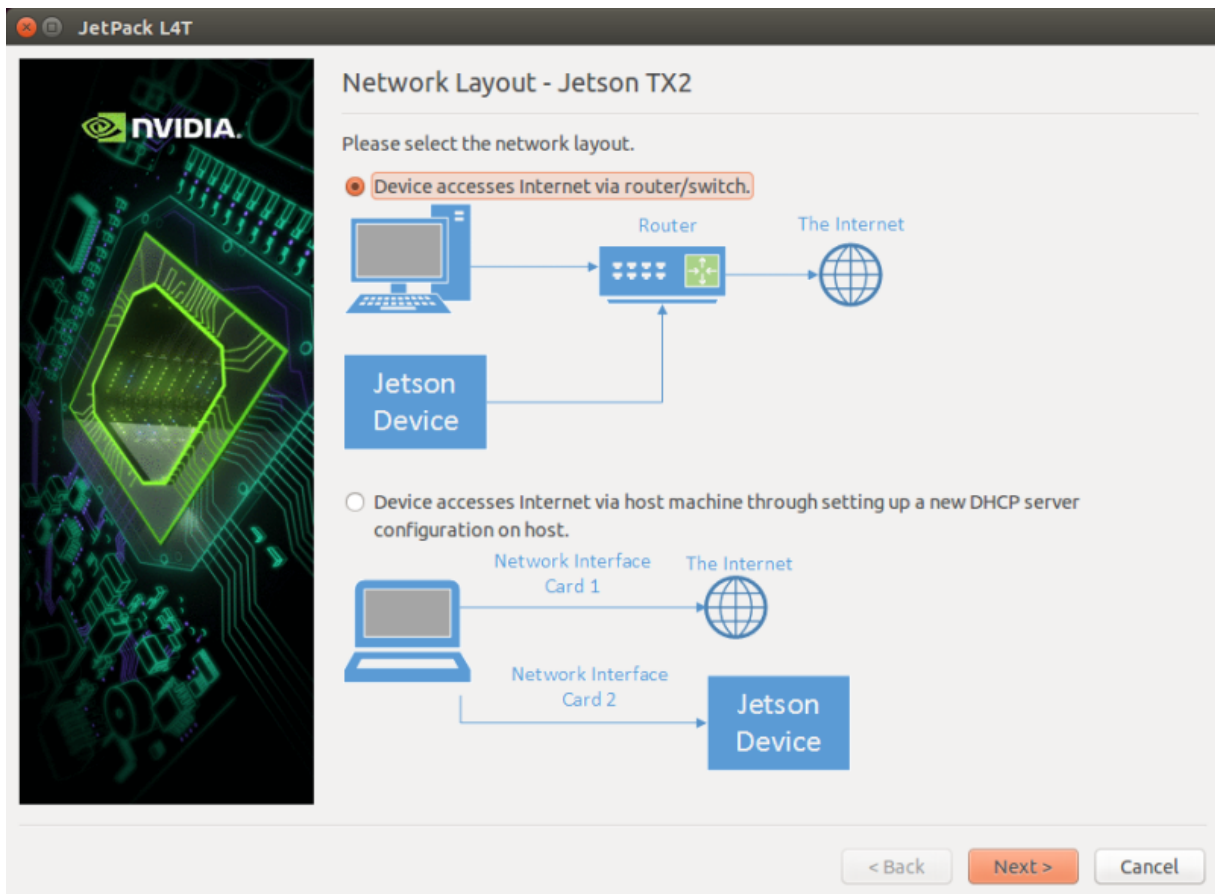 JetPack L4T
NVIDIA.
Network Layout - Jetson TX2
Please select the network layout.
Device accesses Internet via router/switch.
Router
The Internet
Jetson
Device
Device accesses Internet via host machine through setting up a new DHCP server
configuration on host.
Network Interface
Card 1
The Internet
Network Interface
Card 2
Jetson
Device
< Back
Next >
Cancel